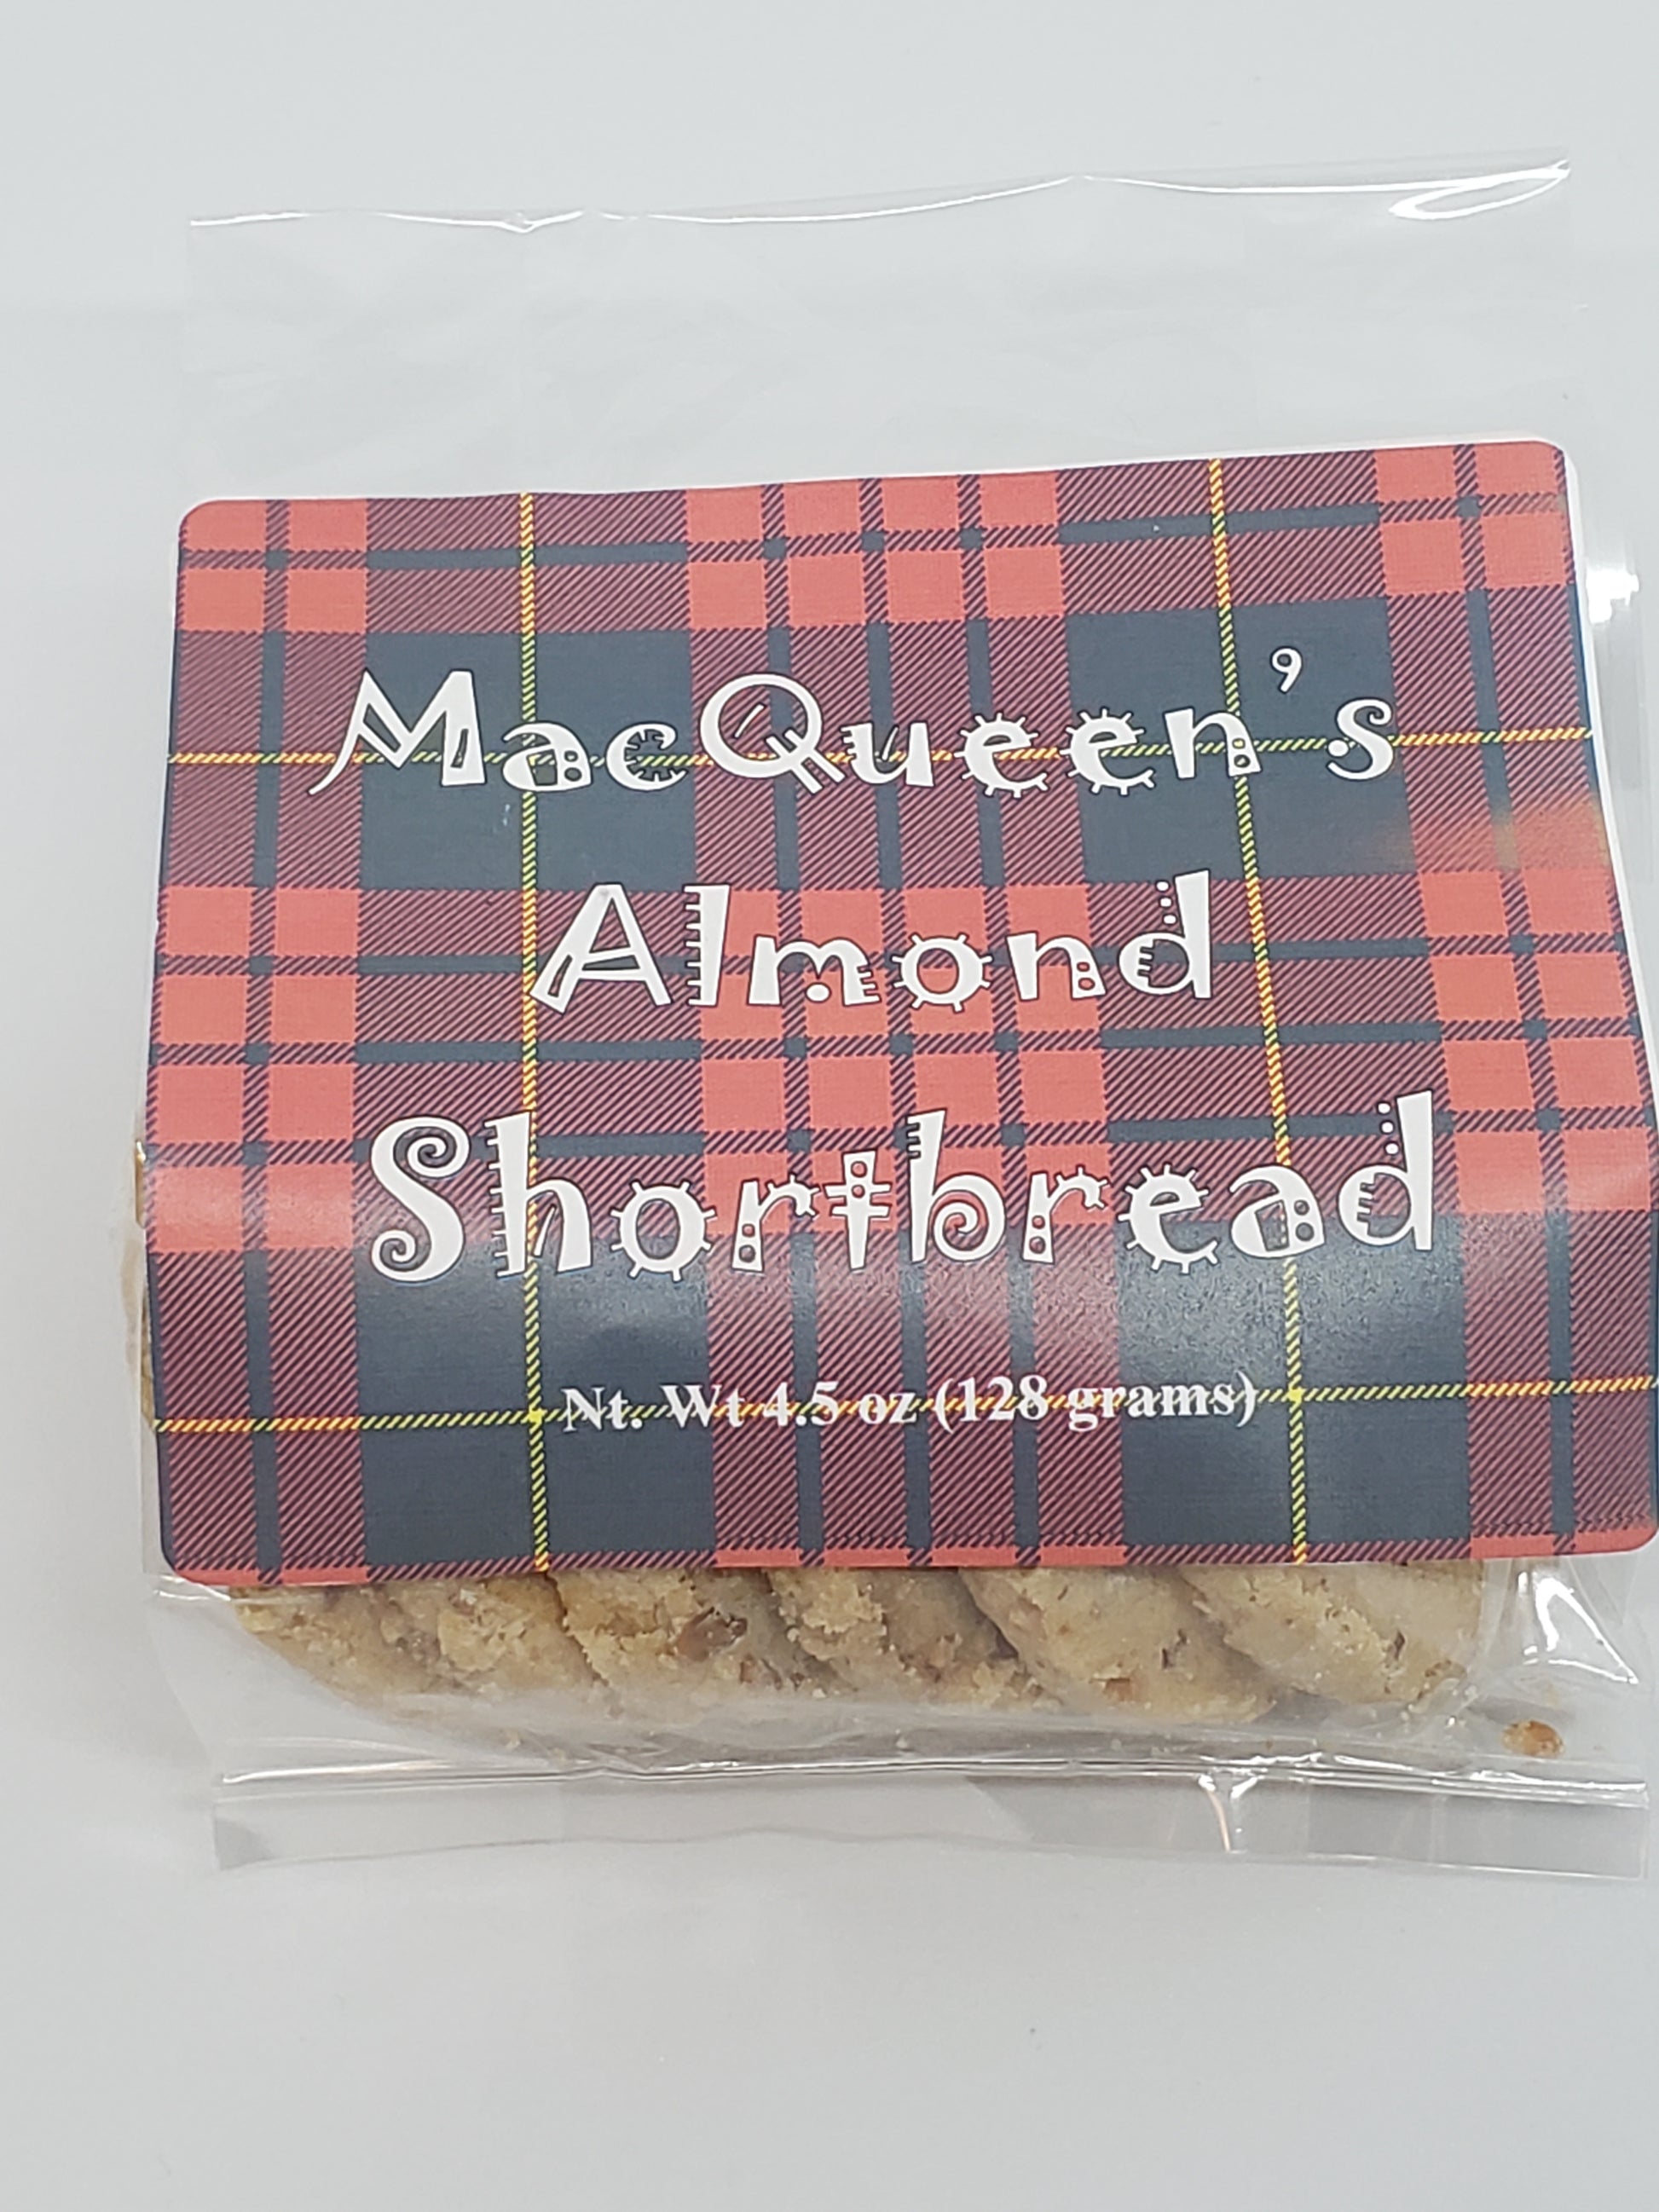 MacQueen's
Almond
Shortbread
Nt. Wt 4.5 oz (128 grams)